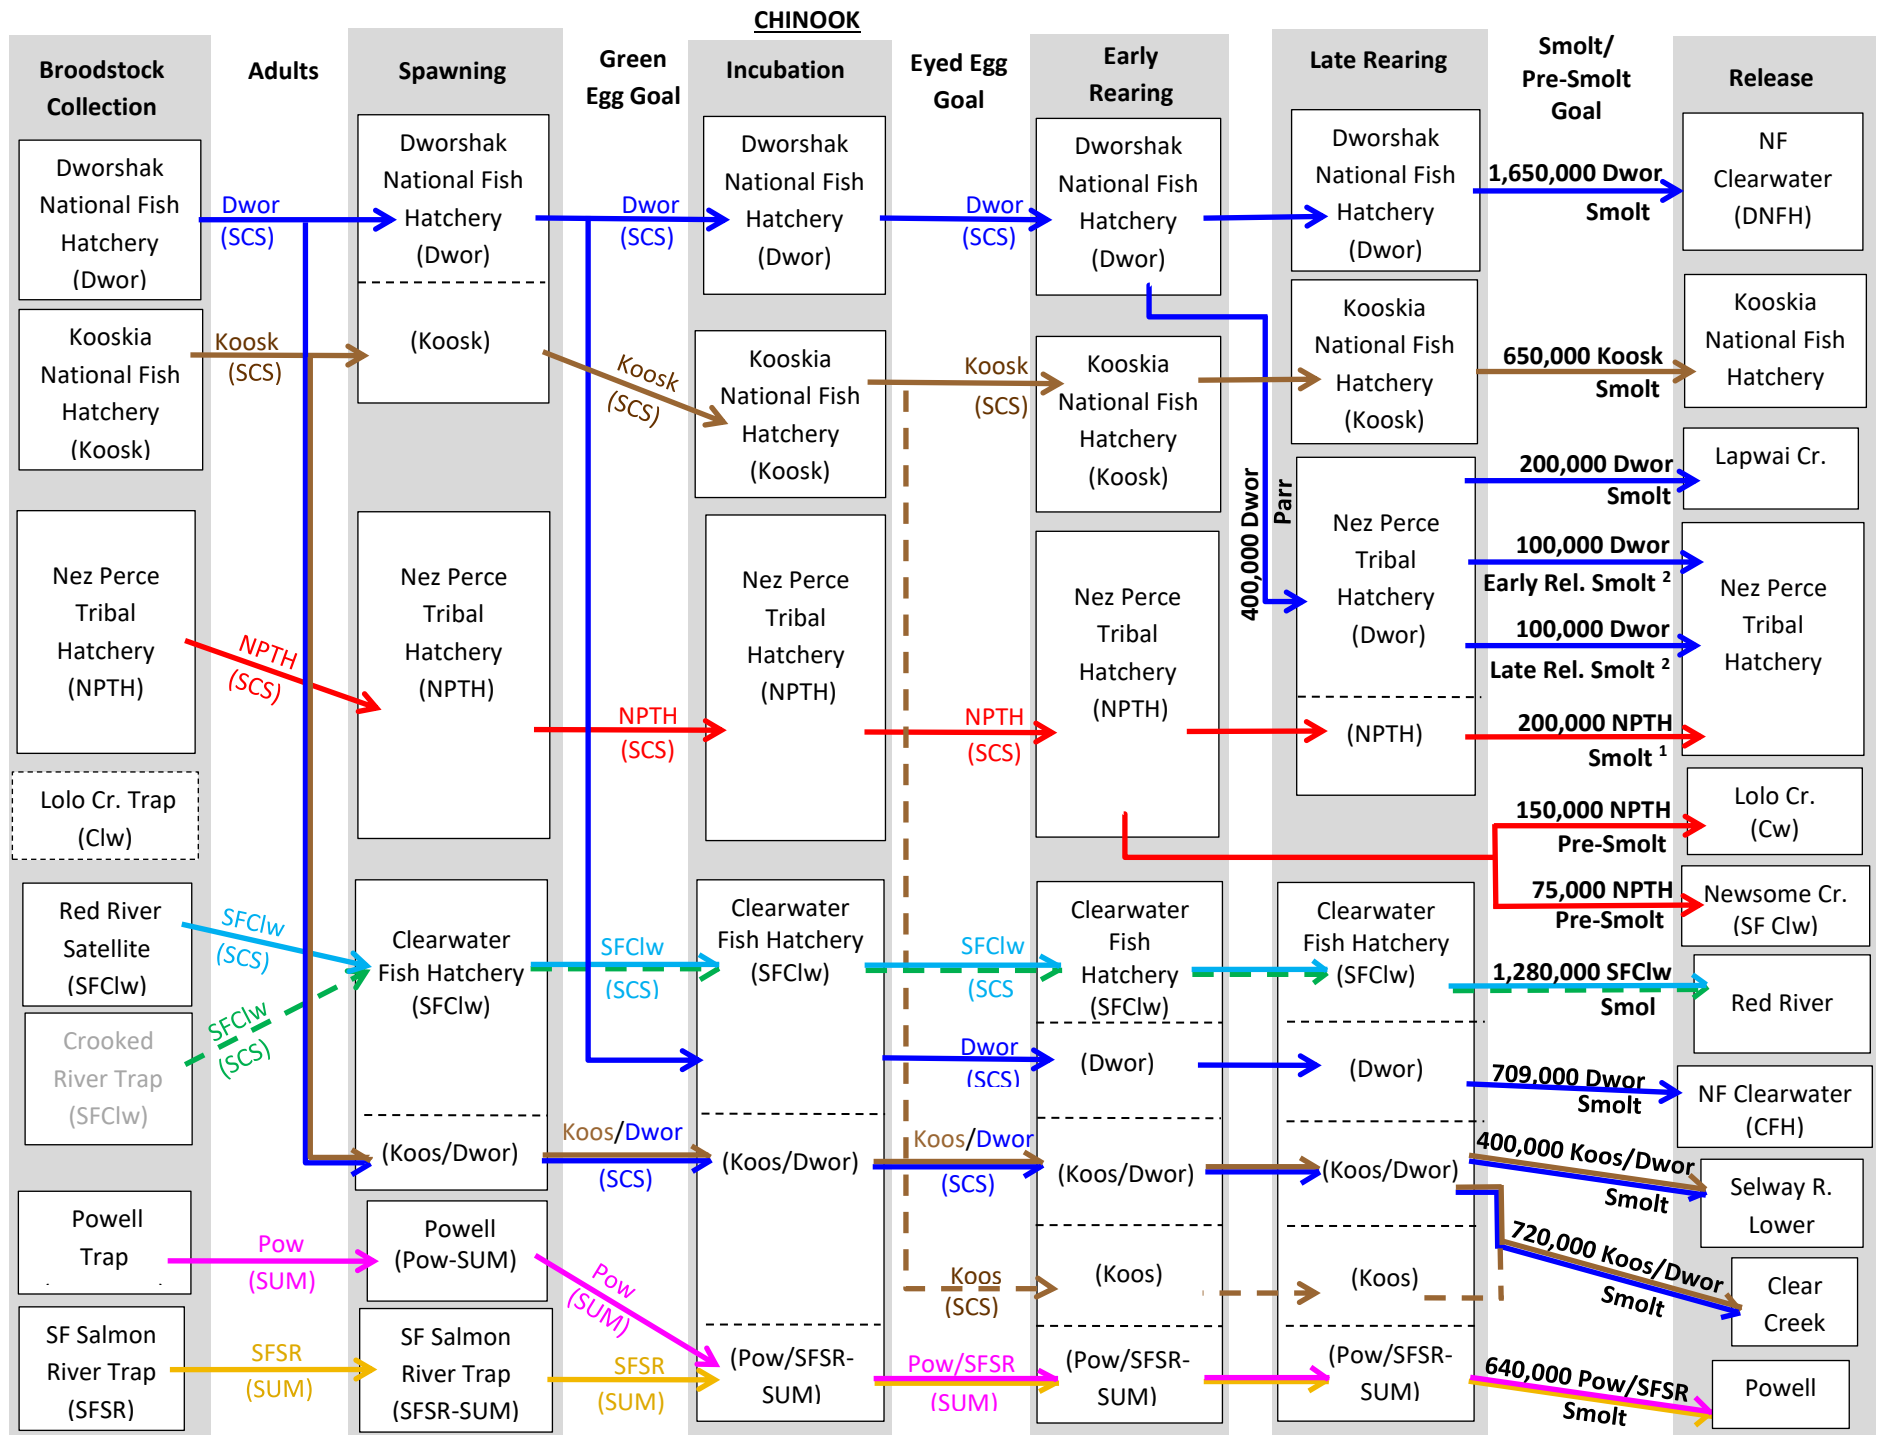 CHINOOK
Broodstock
Collection
Adults
Spawning
Green
Egg Goal
Incubation
Eyed Egg
Goal
Early
Rearing
Late Rearing
Smolt/
Pre-Smolt
Goal
Release
Dworshak
National Fish
Hatchery
(Dwor)
Kooskia
National Fish
Hatchery
(Koosk)
Nez Perce
Tribal
Hatchery
(NPTH)
Lolo Cr. Trap
(Clw)
Red River
Satellite
(SFClw)
Crooked
River Trap
(SFClw)
Powell
Trap
SF Salmon
River Trap
(SFSR)
Dwor
(SCS)
Koosk
(SCS)
NPTH
(SCS)
SFClw
(SCS)
SFClw
(SCS)
Pow
(SUM)
SFSR
(SUM)
Dworshak
National Fish
Hatchery
(Dwor)
(Koosk)
Nez Perce
Tribal
Hatchery
(NPTH)
Clearwater
Fish Hatchery
(SFClw)
(Koos/Dwor)
Powell
(Pow-SUM)
SF Salmon
River Trap
(SFSR-SUM)
Dwor
(SCS)
Koosk
(SCS)
NPTH
(SCS)
SFClw
(SCS)
Koos/Dwor
(SCS)
Pow
(SUM)
SFSR
(SUM)
Dworshak
National Fish
Hatchery
(Dwor)
Kooskia
National Fish
Hatchery
(Koosk)
Nez Perce
Tribal
Hatchery
(NPTH)
Clearwater
Fish Hatchery
(SFClw)
(Koos/Dwor)
(Pow/SFSR-
SUM)
Dwor
(SCS)
Koosk
(SCS)
NPTH
(SCS)
SFClw
(SCS
Dwor
(SCS)
Koos/Dwor
(SCS)
Koos
(SCS)
Pow/SFSR
(SUM)
Dworshak
National Fish
Hatchery
(Dwor)
Kooskia
National Fish
Hatchery
(Koosk)
Nez Perce
Tribal
Hatchery
(NPTH)
Clearwater
Fish
Hatchery
(SFClw)
(Dwor)
(Koos/Dwor)
(Koos)
(Pow/SFSR-
SUM)
400,000 Dwor
Parr
Dworshak
National Fish
Hatchery
(Dwor)
Kooskia
National Fish
Hatchery
(Koosk)
Nez Perce
Tribal
Hatchery
(Dwor)
(NPTH)
Clearwater
Fish Hatchery
(SFClw)
(Dwor)
(Koos/Dwor)
(Koos)
(Pow/SFSR-
SUM)
1,650,000 Dwor
Smolt
650,000 Koosk
Smolt
200,000 Dwor
Smolt
100,000 Dwor
Early Rel. Smolt 2
100,000 Dwor
Late Rel. Smolt 2
200,000 NPTH
Smolt 1
150,000 NPTH
Pre-Smolt
75,000 NPTH
Pre-Smolt
1,280,000 SFClw
Smol
709,000 Dwor
Smolt
400,000 Koos/Dwor
Smolt
720,000 Koos/Dwor
Smolt
640,000 Pow/SFSR
Smolt
NF
Clearwater
(DNFH)
Kooskia
National Fish
Hatchery
Lapwai Cr.
Nez Perce
Tribal
Hatchery
Lolo Cr.
(Cw)
Newsome Cr.
(SF Clw)
Red River
NF Clearwater
(CFH)
Selway R.
Lower
Clear
Creek
Powell